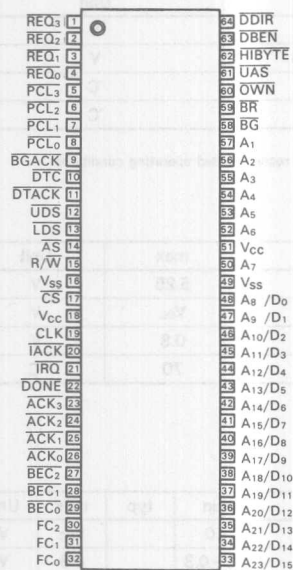 REQ₃ 1 64 DDIR
REQ₂ 2 63 DBEN
REQ₁ 3 62 HIBYTE
REQ₀ 4 61 UAS
PCL₃ 5 60 OWN
PCL₂ 6 59 BR
PCL₁ 7 58 BG
PCL₀ 8 57 A₁
BGACK 9 56 A₂
DTC 10 55 A₃
DTACK 11 54 A₄
UDS 12 53 A₅
LDS 13 52 A₆
AS 14 51 Vcc
R/W 15 50 A₇
Vss 16 49 Vss
CS 17 48 A₈ /D₀
Vcc 18 47 A₉ /D₁
CLK 19 46 A₁₀/D₂
IACK 20 45 A₁₁/D₃
IRQ 21 44 A₁₂/D₄
DONE 22 43 A₁₃/D₅
ACK₃ 23 42 A₁₄/D₆
ACK₂ 24 41 A₁₅/D₇
ACK₁ 25 40 A₁₆/D₈
ACK₀ 26 39 A₁₇/D₉
BEC₂ 27 38 A₁₈/D₁₀
BEC₁ 28 37 A₁₉/D₁₁
BEC₀ 29 36 A₂₀/D₁₂
FC₂ 30 35 A₂₁/D₁₃
FC₁ 31 34 A₂₂/D₁₄
FC₀ 32 33 A₂₃/D₁₅